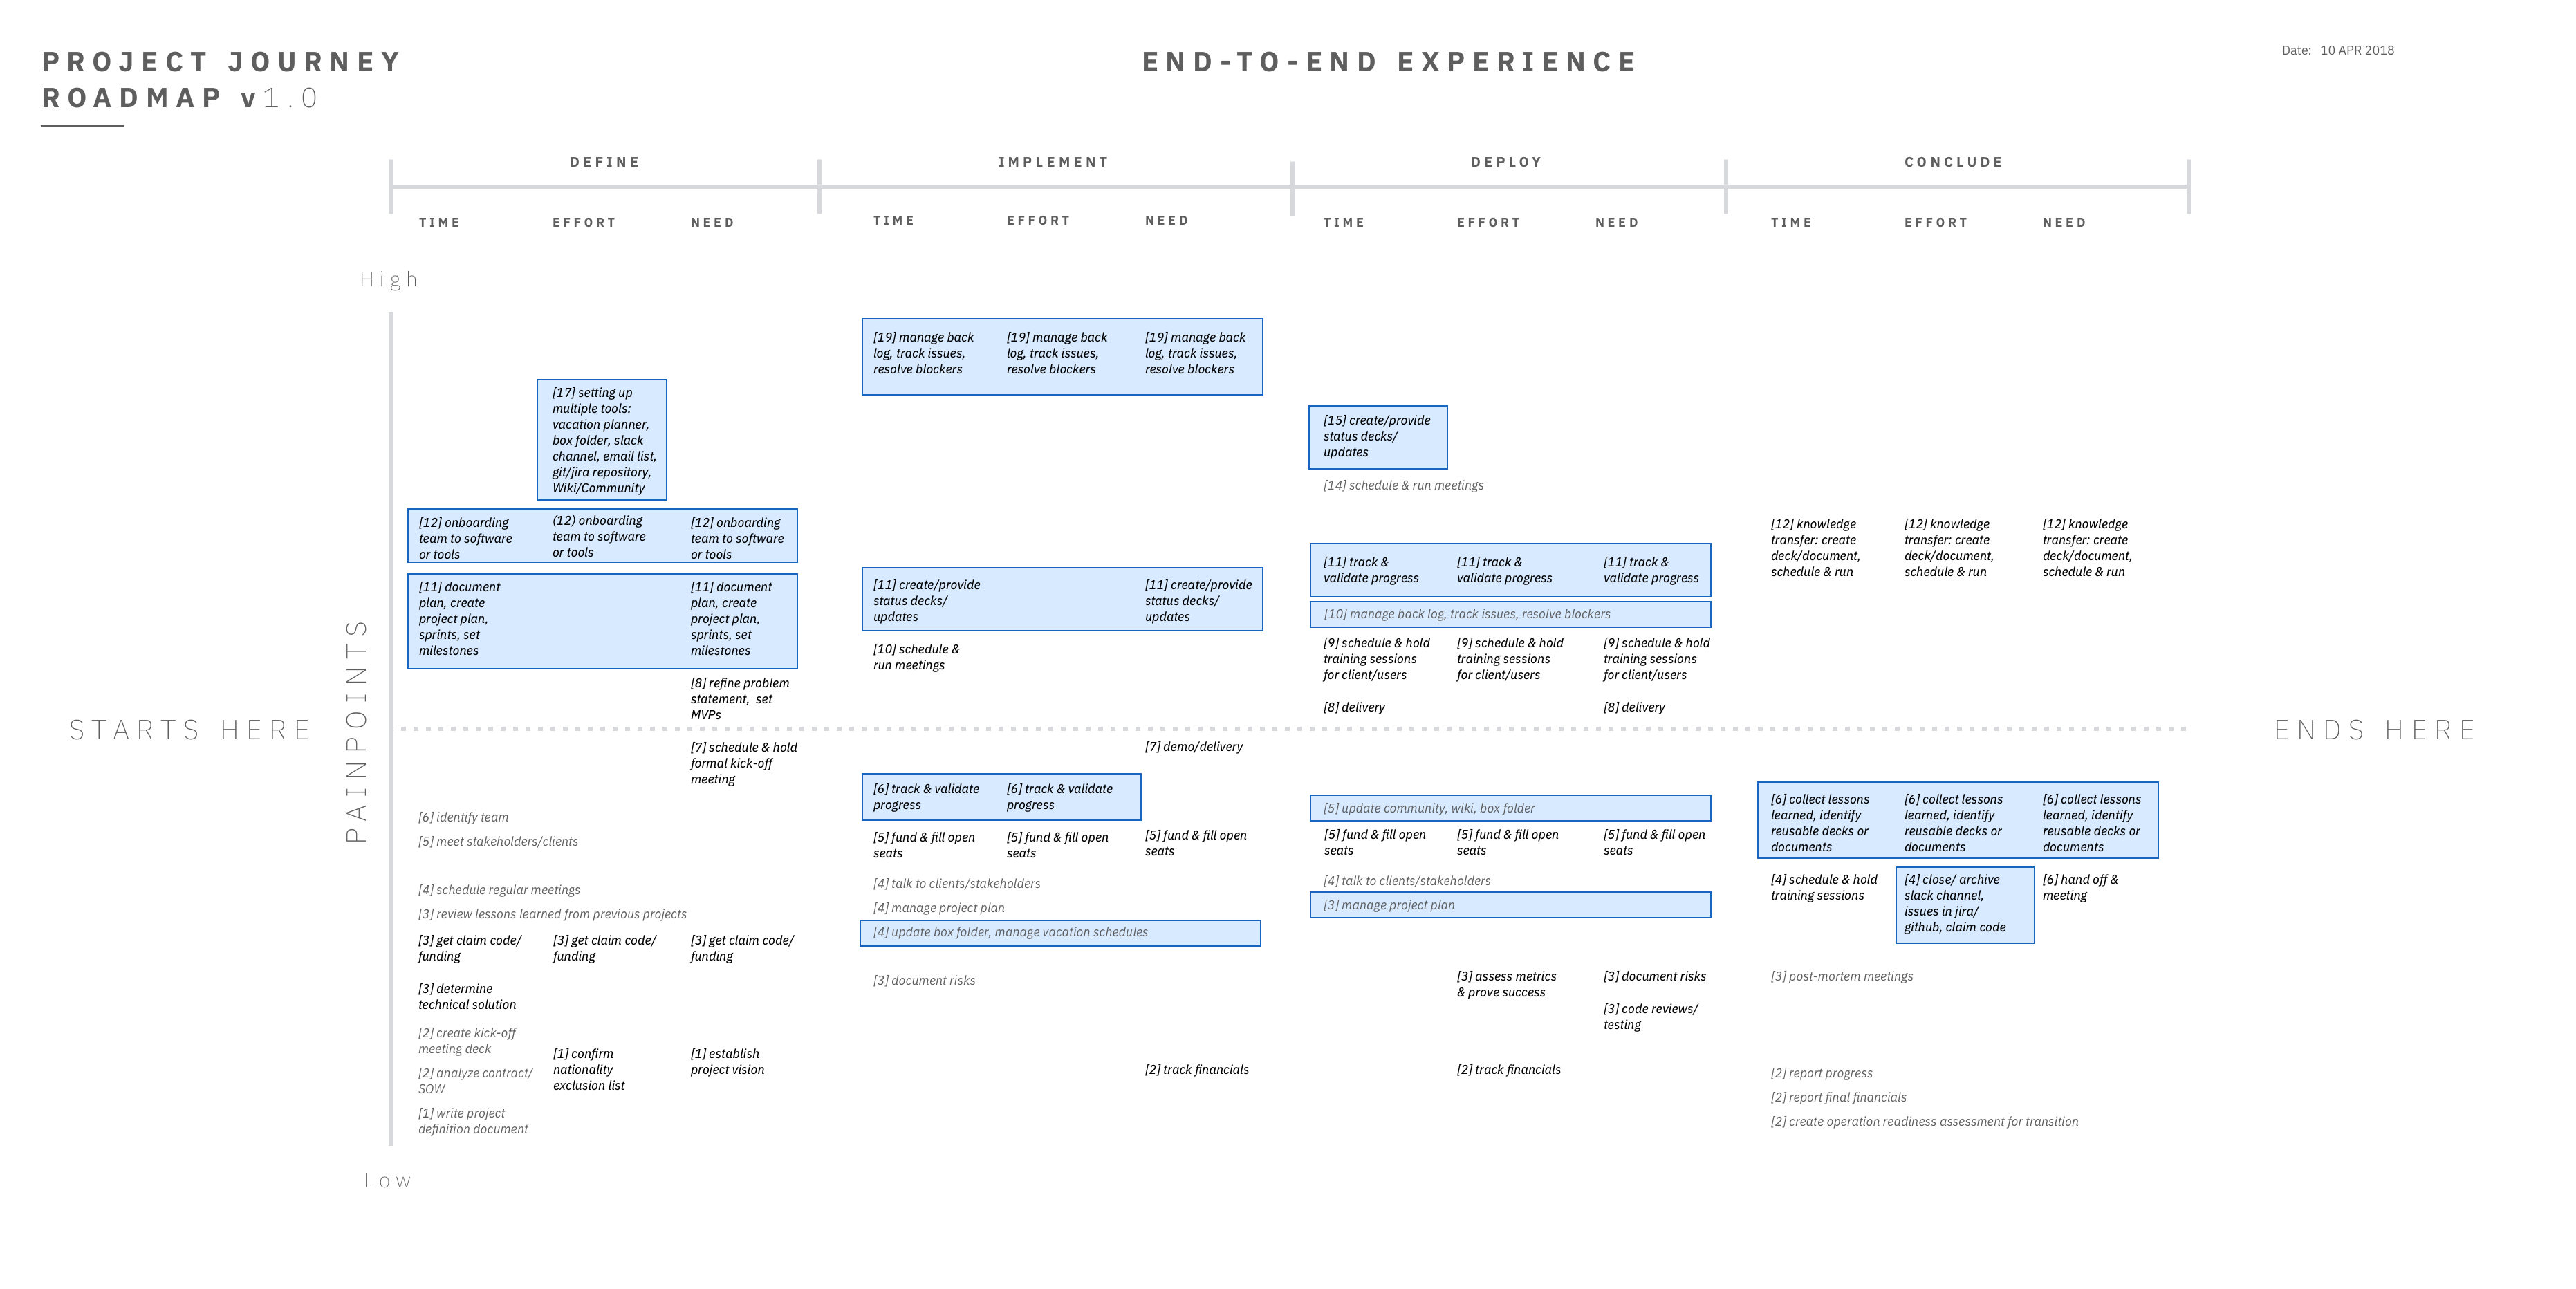 PROJECT JOURNEY
ROADMAP v1.0
END-TO-END EXPERIENCE
Date: 10 APR 2018
DEFINE
IMPLEMENT
DEPLOY
CONCLUDE
TIME
EFFORT
NEED
TIME
EFFORT
NEED
TIME
EFFORT
NEED
TIME
EFFORT
NEED
High
PAINPOINTS
Low
STARTS HERE
ENDS HERE
[17] setting up
multiple tools:
vacation planner,
box folder, slack
channel, email list,
git/jira repository,
Wiki/Community
[12] onboarding
team to software
or tools
(12) onboarding
team to software
or tools
[12] onboarding
team to software
or tools
[11] document
plan, create
project plan,
sprints, set
milestones
[11] document
plan, create
project plan,
sprints, set
milestones
[8] refine problem
statement, set
MVPs
[7] schedule & hold
formal kick-off
meeting
[6] identify team
[5] meet stakeholders/clients
[4] schedule regular meetings
[3] review lessons learned from previous projects
[3] get claim code/
funding
[3] get claim code/
funding
[3] get claim code/
funding
[3] determine
technical solution
[2] create kick-off
meeting deck
[2] analyze contract/
SOW
[1] write project
definition document
[1] confirm
nationality
exclusion list
[1] establish
project vision
[19] manage back
log, track issues,
resolve blockers
[19] manage back
log, track issues,
resolve blockers
[19] manage back
log, track issues,
resolve blockers
[11] create/provide
status decks/
updates
[11] create/provide
status decks/
updates
[10] schedule &
run meetings
[7] demo/delivery
[6] track & validate
progress
[6] track & validate
progress
[5] fund & fill open
seats
[5] fund & fill open
seats
[5] fund & fill open
seats
[4] talk to clients/stakeholders
[4] manage project plan
[4] update box folder, manage vacation schedules
[3] document risks
[2] track financials
[15] create/provide
status decks/
updates
[14] schedule & run meetings
[11] track &
validate progress
[11] track &
validate progress
[11] track &
validate progress
[10] manage back log, track issues, resolve blockers
[9] schedule & hold
training sessions
for client/users
[9] schedule & hold
training sessions
for client/users
[9] schedule & hold
training sessions
for client/users
[8] delivery
[8] delivery
[5] update community, wiki, box folder
[5] fund & fill open
seats
[5] fund & fill open
seats
[5] fund & fill open
seats
[4] talk to clients/stakeholders
[3] manage project plan
[3] assess metrics
& prove success
[3] document risks
[3] code reviews/
testing
[2] track financials
[12] knowledge
transfer: create
deck/document,
schedule & run
[12] knowledge
transfer: create
deck/document,
schedule & run
[12] knowledge
transfer: create
deck/document,
schedule & run
[6] collect lessons
learned, identify
reusable decks or
documents
[6] collect lessons
learned, identify
reusable decks or
documents
[6] collect lessons
learned, identify
reusable decks or
documents
[4] schedule & hold
training sessions
[4] close/ archive
slack channel,
issues in jira/
github, claim code
[6] hand off &
meeting
[3] post-mortem meetings
[2] report progress
[2] report final financials
[2] create operation readiness assessment for transition